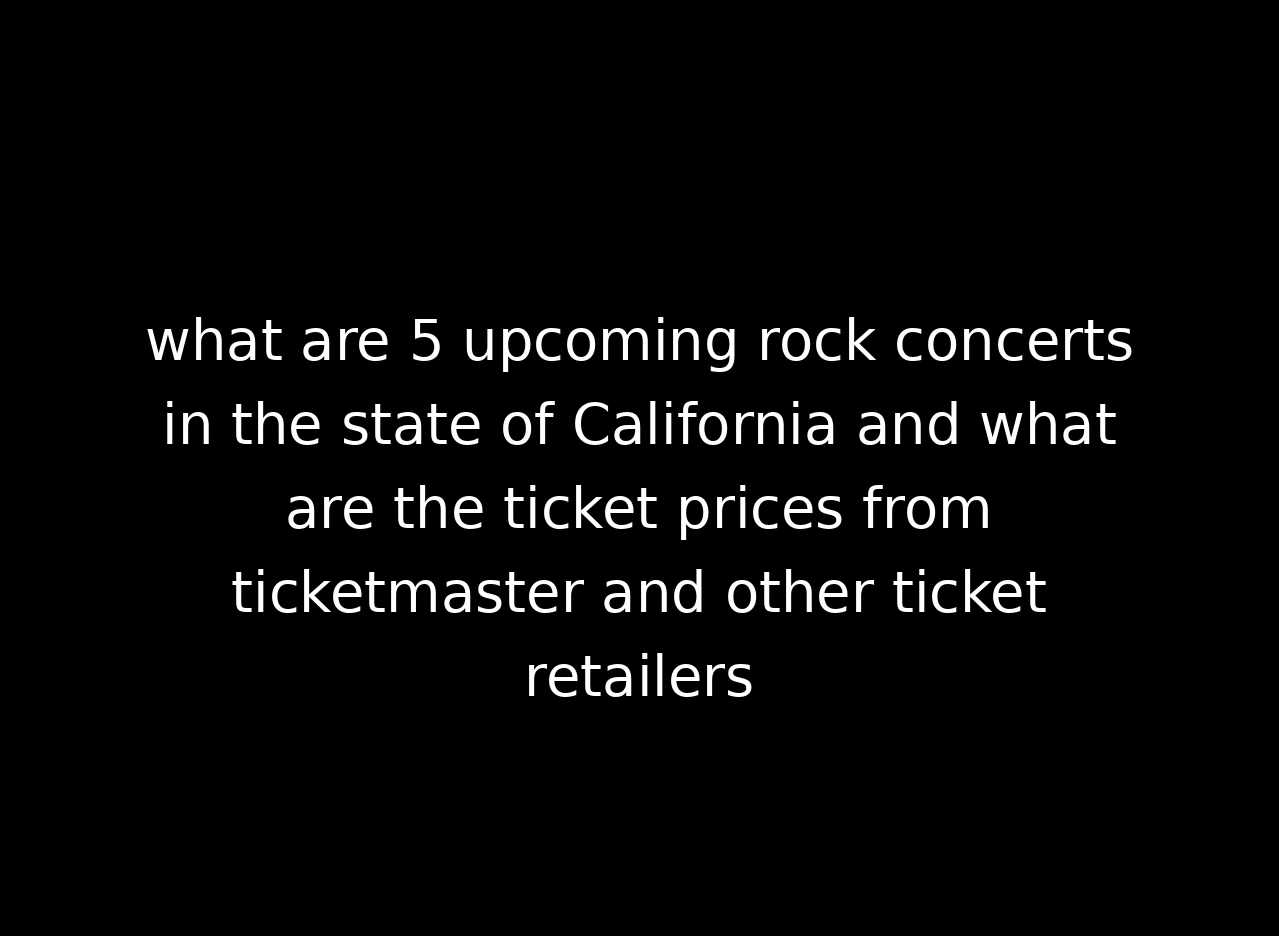 what are 5 upcoming rock concerts
in the state of California and what
are the ticket prices from
ticketmaster and other ticket
retailers